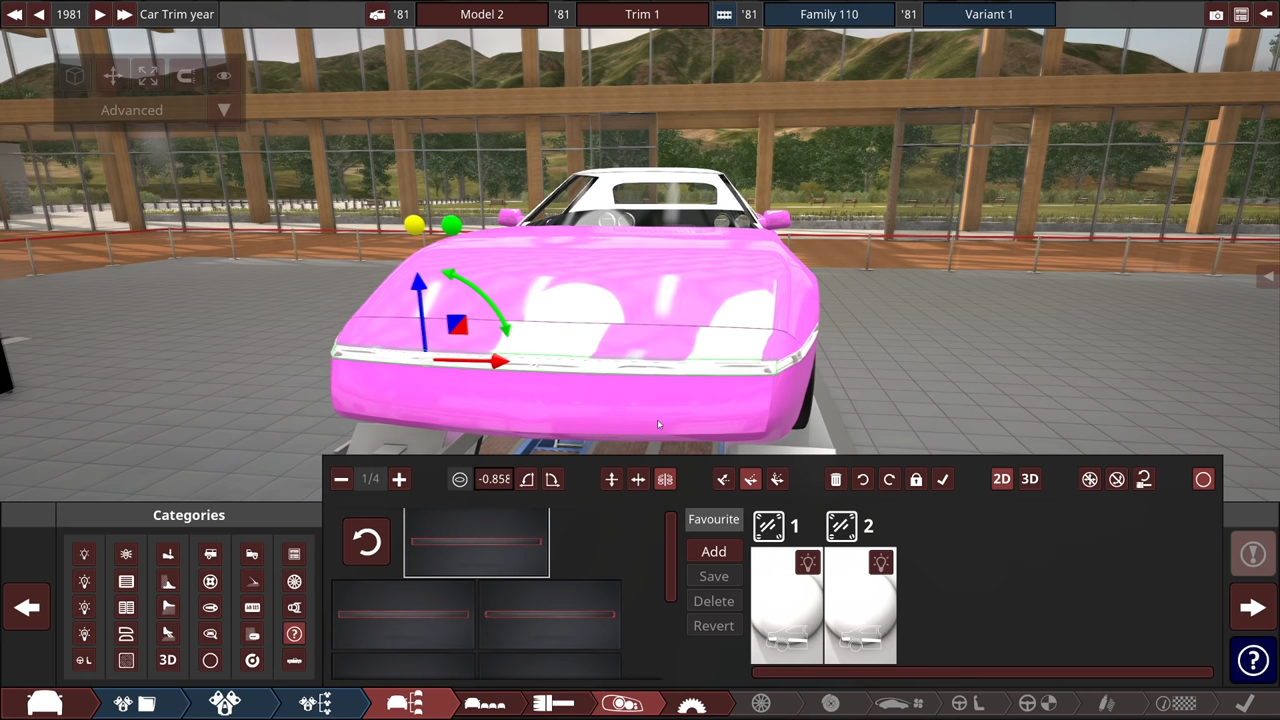 1981 Car Trim year '81 Model 2 '81 Trim 1 '81 Family 110 '81 Variant 1
Advanced
1/4 -0.858 2D 3D
Categories
Favourite 1 2
Add
Save
Delete
Revert
L 3D
?
?